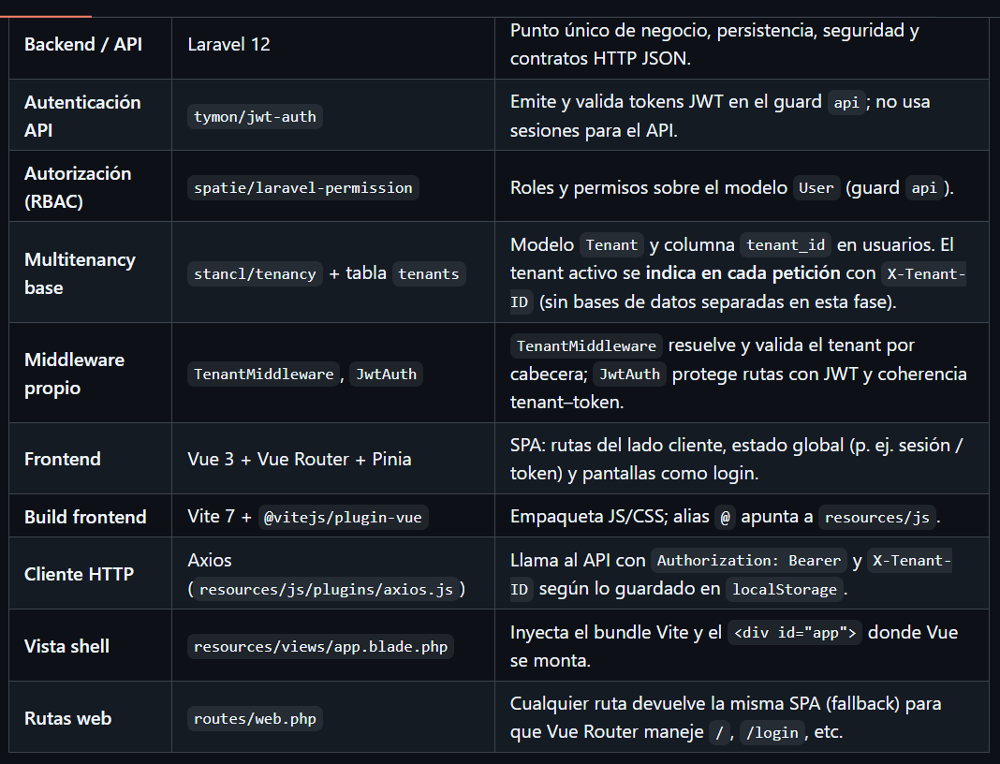 Backend / API
Laravel 12
Punto único de negocio, persistencia, seguridad y
contratos HTTP JSON.
Autenticación
API
tymon/jwt-auth
Emite y valida tokens JWT en el guard api ; no usa
sesiones para el API.
Autorización
(RBAC)
spatie/laravel-permission
Roles y permisos sobre el modelo User (guard api ).
Multitenancy
base
stancl/tenancy + tabla tenants
Modelo Tenant y columna tenant_id en usuarios. El
tenant activo se indica en cada petición con X-Tenant-
ID (sin bases de datos separadas en esta fase).
Middleware
propio
TenantMiddleware , JwtAuth
TenantMiddleware resuelve y valida el tenant por
cabecera; JwtAuth protege rutas con JWT y coherencia
tenant–token.
Frontend
Vue 3 + Vue Router + Pinia
SPA: rutas del lado cliente, estado global (p. ej. sesión /
token) y pantallas como login.
Build frontend
Vite 7 + @vitejs/plugin-vue
Empaqueta JS/CSS; alias @ apunta a resources/js .
Cliente HTTP
Axios
( resources/js/plugins/axios.js )
Llama al API con Authorization: Bearer y X-Tenant-
ID según lo guardado en localStorage .
Vista shell
resources/views/app.blade.php
Inyecta el bundle Vite y el <div id="app"> donde Vue
se monta.
Rutas web
routes/web.php
Cualquier ruta devuelve la misma SPA (fallback) para
que Vue Router maneje / , /login , etc.